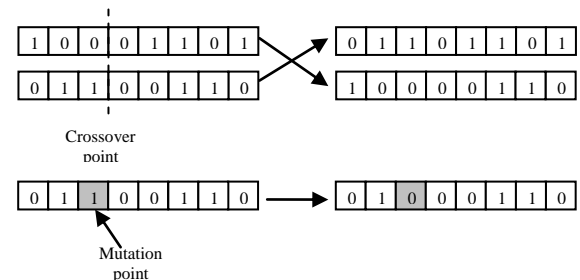 1 0 0 0 1 1 0 1 0 1 1 0 1 1 0 1
0 1 1 0 0 1 1 0 1 0 0 0 0 1 1 0
Crossover
point
0 1 1 0 0 1 1 0 0 1 0 0 0 1 1 0
Mutation
point